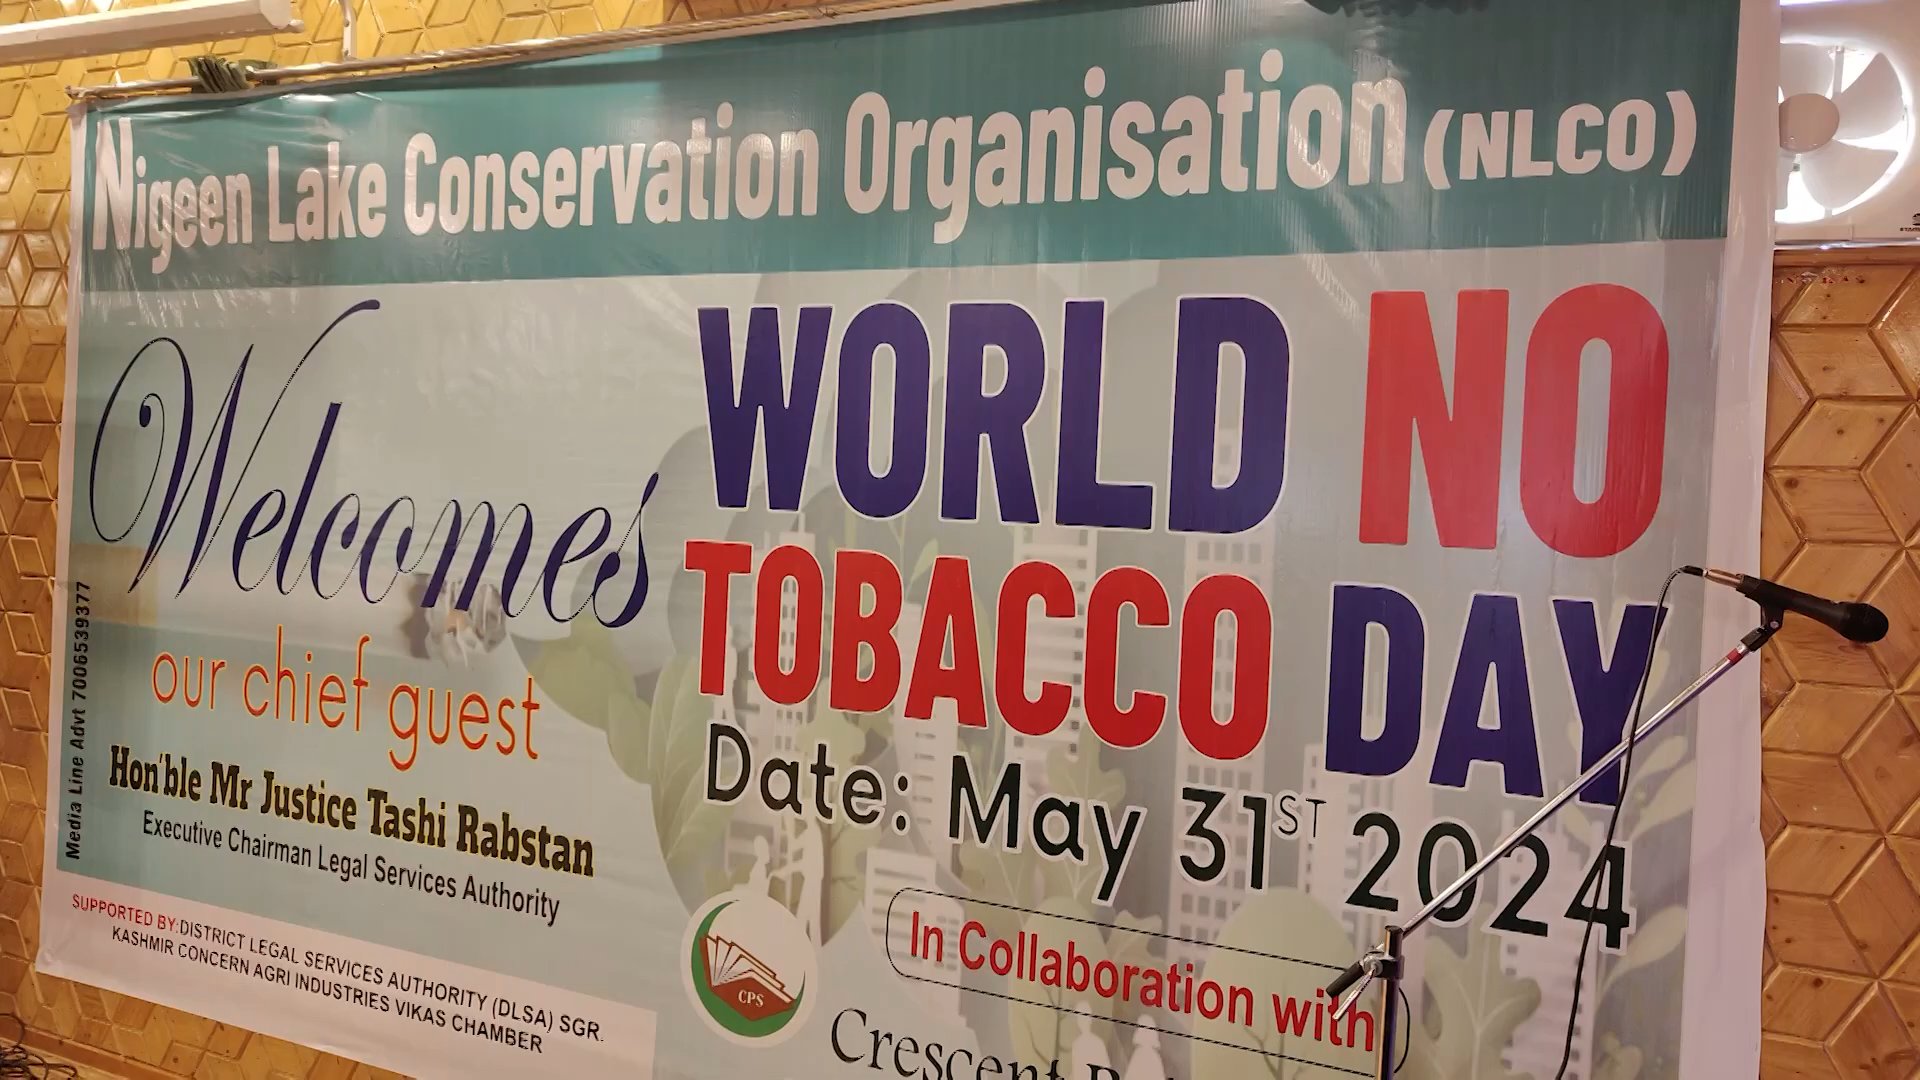 Nigeen Lake Conservation Organisation (NLCO)
Welcomes
our chief guest
Hon'ble Mr Justice Tashi Rabstan
Executive Chairman Legal Services Authority
SUPPORTED BY:DISTRICT LEGAL SERVICES AUTHORITY (DLSA) SGR.
KASHMIR CONCERN AGRI INDUSTRIES VIKAS CHAMBER
Media Line Advt 7006539377
WORLD NO
TOBACCO DAY
Date: May 31ST 2024
In Collaboration with
CPS
Crescent